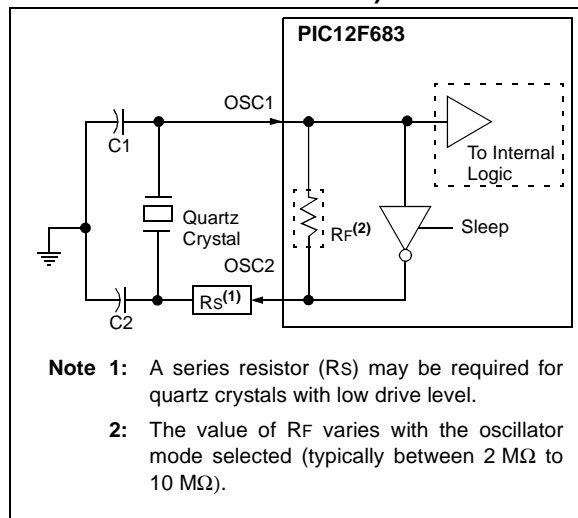 PIC12F683
OSC1
C1
To Internal
Logic
Quartz
Crystal
RF(2)
Sleep
OSC2
RS(1)
C2
Note 1: A series resistor (RS) may be required for
quartz crystals with low drive level.
2: The value of RF varies with the oscillator
mode selected (typically between 2 MΩ to
10 MΩ).